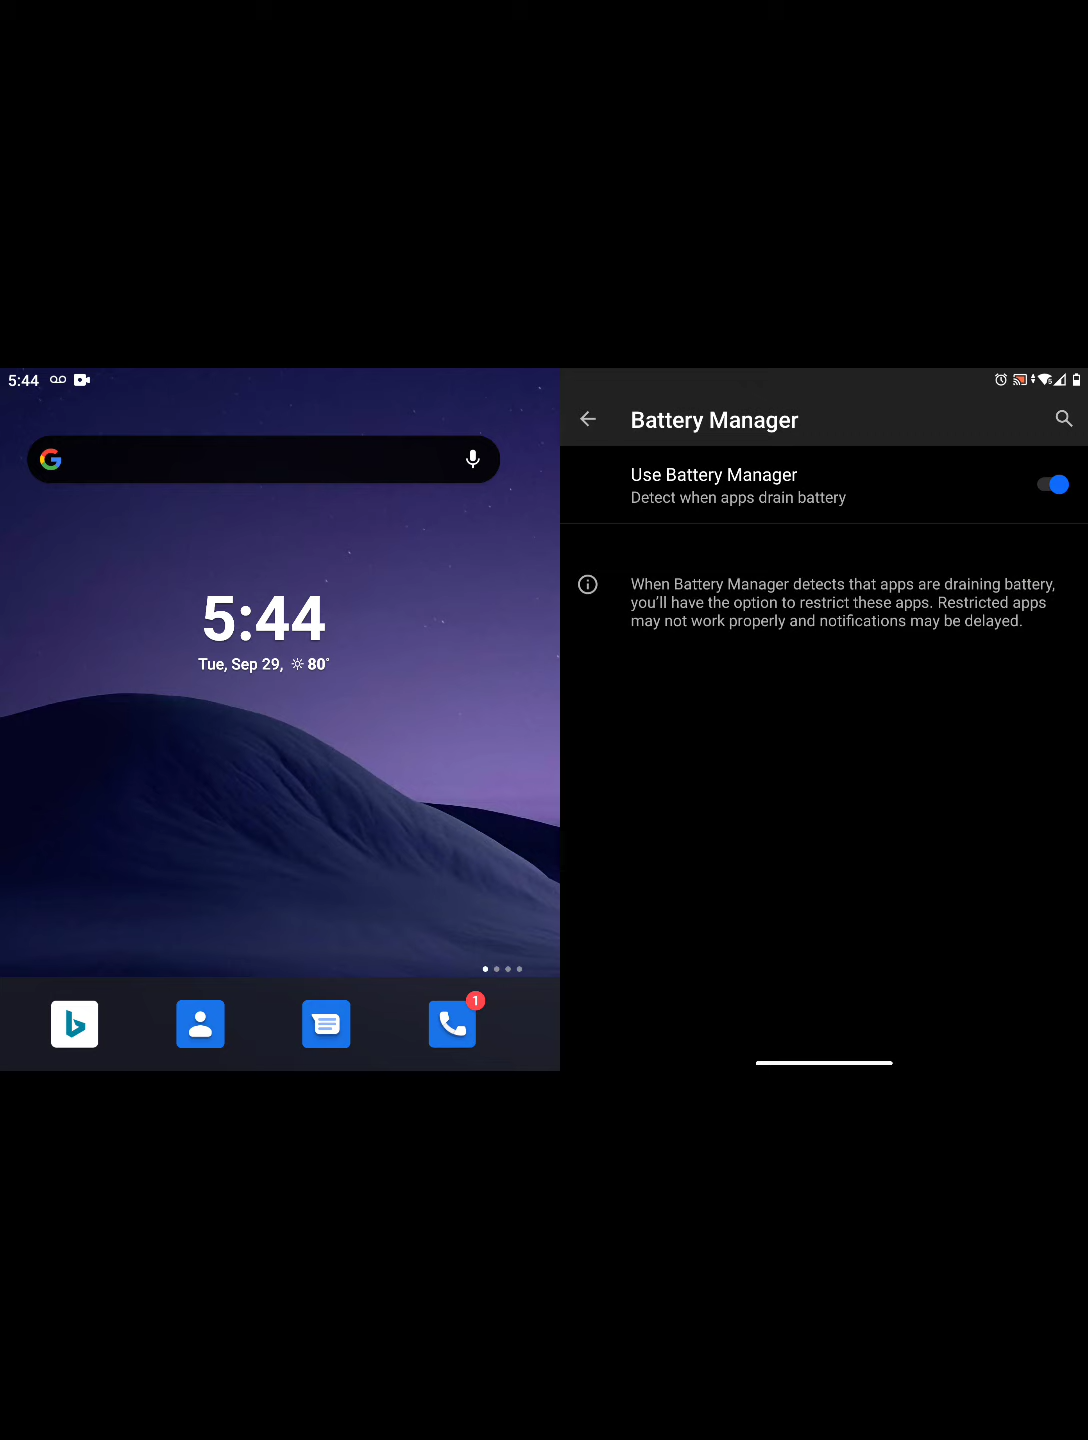 5:44
5:44
Tue, Sep 29, 80°
1
Battery Manager
Use Battery Manager
Detect when apps drain battery
When Battery Manager detects that apps are draining battery,
you'll have the option to restrict these apps. Restricted apps
may not work properly and notifications may be delayed.